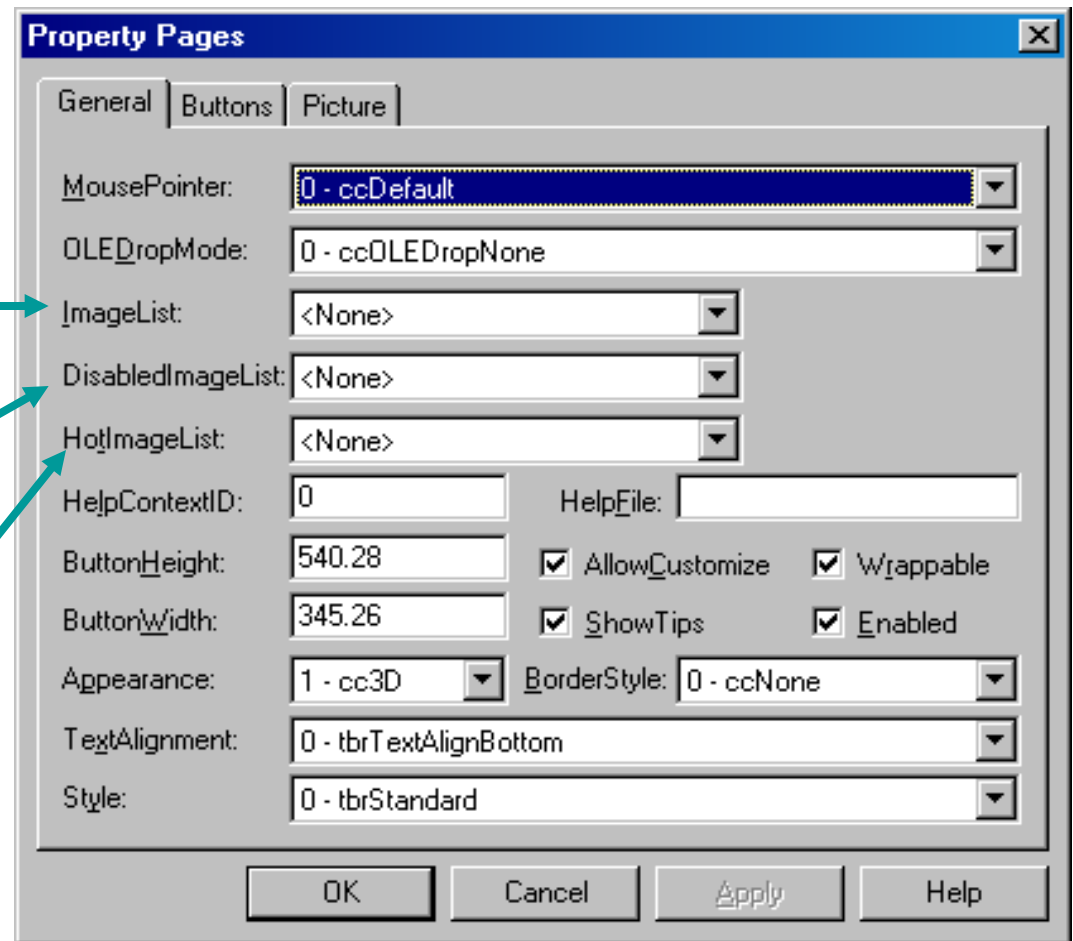 Property Pages
General Buttons Picture
MousePointer: 0 - ccDefault
OLEDropMode: 0 - ccOLEDropNone
ImageList: <None>
DisabledImageList: <None>
HotImageList: <None>
HelpContextID: 0 HelpFile:
ButtonHeight: 540.28 AllowCustomize Wrappable
ButtonWidth: 345.26 ShowTips Enabled
Appearance: 1 - cc3D BorderStyle: 0 - ccNone
TextAlignment: 0 - tbrTextAlignBottom
Style: 0 - tbrStandard
OK Cancel Apply Help